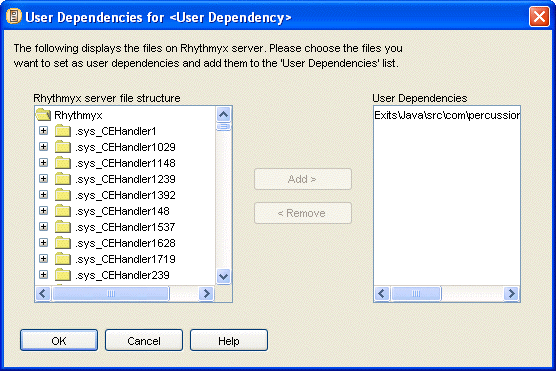 User Dependencies for <User Dependency>
The following displays the files on Rhythmyx server. Please choose the files you
want to set as user dependencies and add them to the 'User Dependencies' list.
Rhythmyx server file structure
Rhythmyx
.sys_CEHandler1
.sys_CEHandler1029
.sys_CEHandler1148
.sys_CEHandler1239
.sys_CEHandler1392
.sys_CEHandler148
.sys_CEHandler1537
.sys_CEHandler1628
.sys_CEHandler1719
.sys_CEHandler239
Add >
< Remove
User Dependencies
Exits\Java\src\com\percussion
OK
Cancel
Help